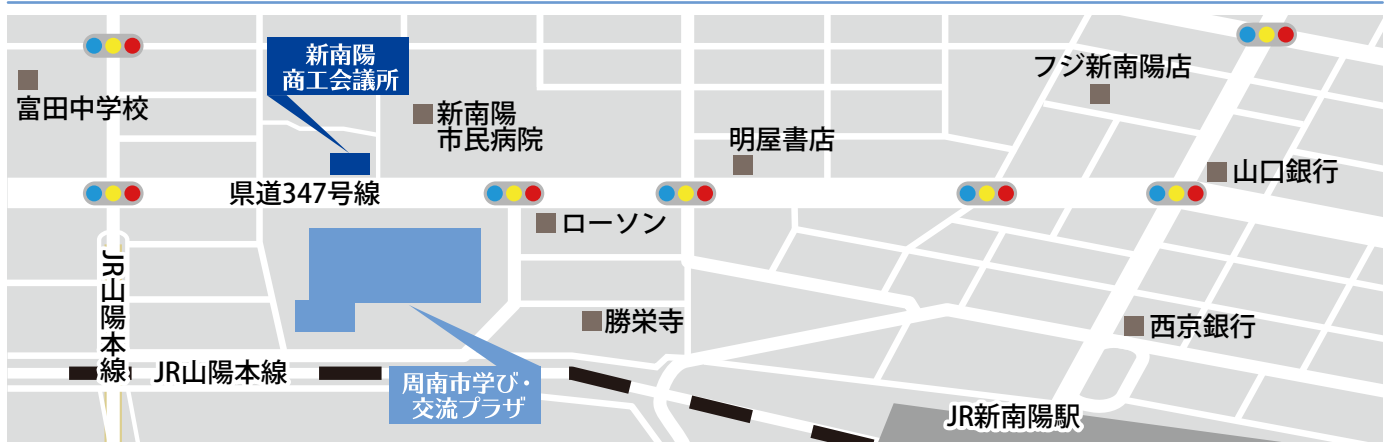 新南陽
商工会議所
フジ新南陽店
富田中学校
新南陽
市民病院
明屋書店
山口銀行
県道347号線
ローソン
JR山陽本線
勝栄寺
西京銀行
JR山陽本線
周南市学び・
交流プラザ
JR新南陽駅